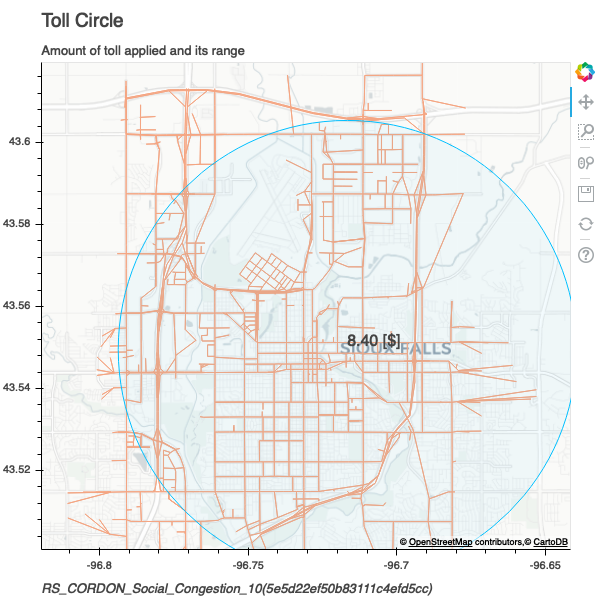 Toll Circle
Amount of toll applied and its range
43.6
43.58
43.56
8.40 [$]
SIOUX FALLS
43.54
43.52
© OpenStreetMap contributors,© CartoDB
-96.8
-96.75
-96.7
-96.65
RS_CORDON_Social_Congestion_10(5e5d22ef50b83111c4efd5cc)